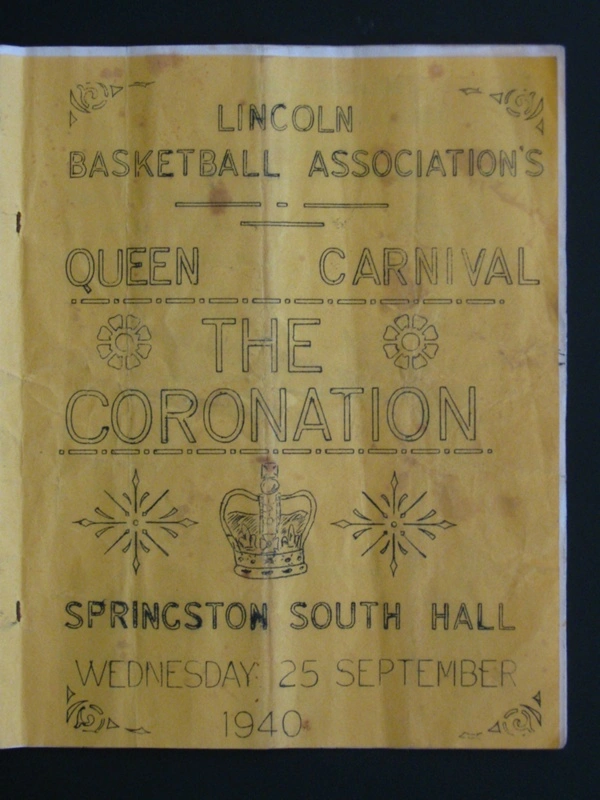 LINCOLN
BASKETBALL ASSOCIATION'S
QUEEN CARNIVAL
THE
CORONATION
SPRINGSTON SOUTH HALL
WEDNESDAY 25 SEPTEMBER
1940